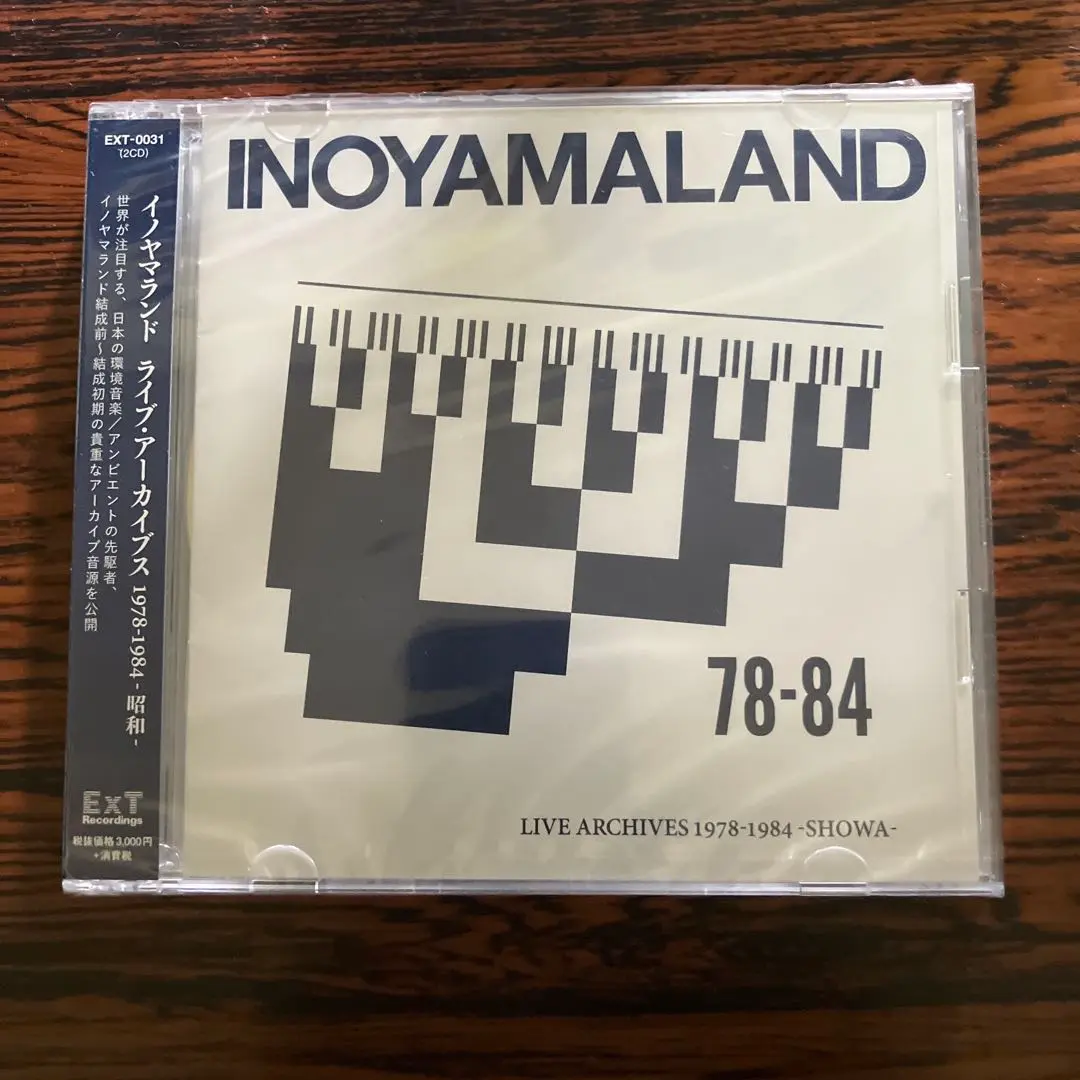 EXT-0031
(2CD)
イノヤマランド ライブ・アーカイブス 1978-1984 - 昭和 -
世界が注目する、日本の環境音楽／アンビエントの先駆者、
イノヤマランド結成前〜結成初期の貴重なアーカイブ音源を公開
ExT
Recordings
税抜価格 3,000円
+消費税
INOYAMALAND
78-84
LIVE ARCHIVES 1978-1984 -SHOWA-